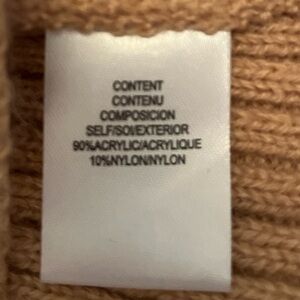 CONTENT
CONTENU
COMPOSICION
SELF/SOI/EXTERIOR
90%ACRYLIC/ACRYLIQUE
10%NYLON/NYLON